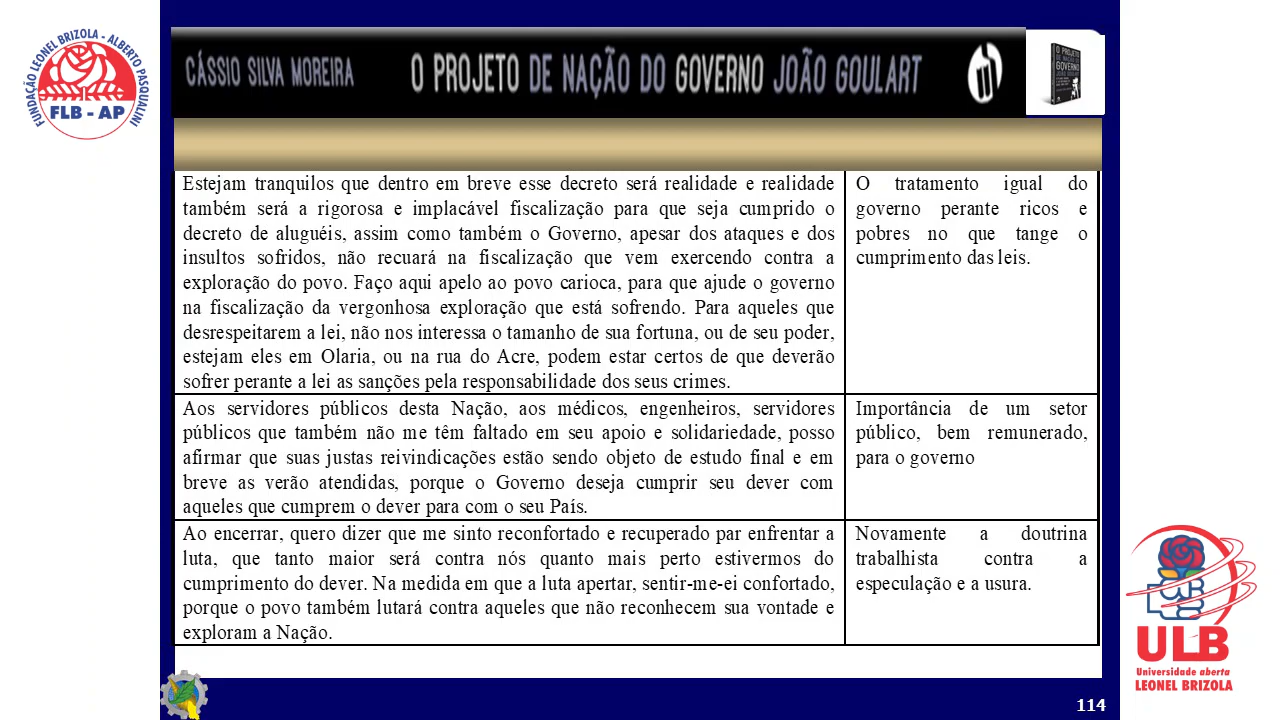 FUNDAÇÃO LEONEL BRIZOLA - ALBERTO PASQUALINI
FLB - AP
CÁSSIO SILVA MOREIRA
O PROJETO DE NAÇÃO DO GOVERNO JOÃO GOULART
O PROJETO
DE NAÇÃO DO
GOVERNO
Estejam tranquilos que dentro em breve esse decreto será realidade e realidade
também será a rigorosa e implacável fiscalização para que seja cumprido o
decreto de aluguéis, assim como também o Governo, apesar dos ataques e dos
insultos sofridos, não recuará na fiscalização que vem exercendo contra a
exploração do povo. Faço aqui apelo ao povo carioca, para que ajude o governo
na fiscalização da vergonhosa exploração que está sofrendo. Para aqueles que
desrespeitarem a lei, não nos interessa o tamanho de sua fortuna, ou de seu poder,
estejam eles em Olaria, ou na rua do Acre, podem estar certos de que deverão
sofrer perante a lei as sanções pela responsabilidade dos seus crimes.
O tratamento igual do
governo perante ricos e
pobres no que tange o
cumprimento das leis.
Aos servidores públicos desta Nação, aos médicos, engenheiros, servidores
públicos que também não me têm faltado em seu apoio e solidariedade, posso
afirmar que suas justas reivindicações estão sendo objeto de estudo final e em
breve as verão atendidas, porque o Governo deseja cumprir seu dever com
aqueles que cumprem o dever para com o seu País.
Importância de um setor
público, bem remunerado,
para o governo
Ao encerrar, quero dizer que me sinto reconfortado e recuperado par enfrentar a
luta, que tanto maior será contra nós quanto mais perto estivermos do
cumprimento do dever. Na medida em que a luta apertar, sentir-me-ei confortado,
porque o povo também lutará contra aqueles que não reconhecem sua vontade e
exploram a Nação.
Novamente a doutrina
trabalhista contra a
especulação e a usura.
ULB
Universidade aberta
LEONEL BRIZOLA
114